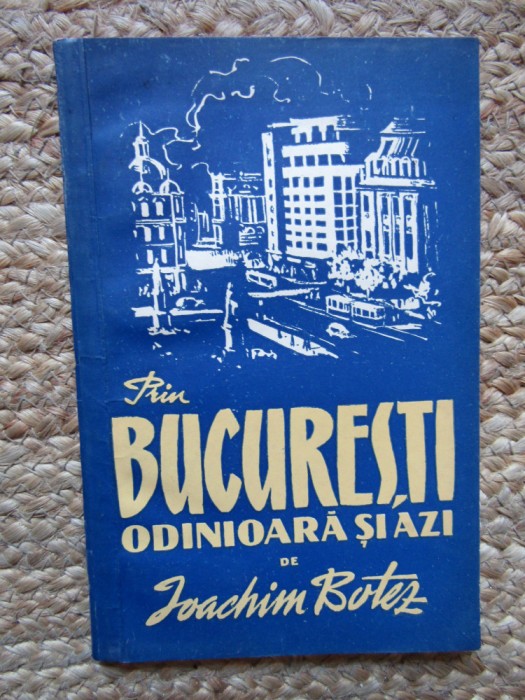 Prin
BUCUREȘTI
ODINIOARĂ ȘI AZI
DE
Joachim Botez